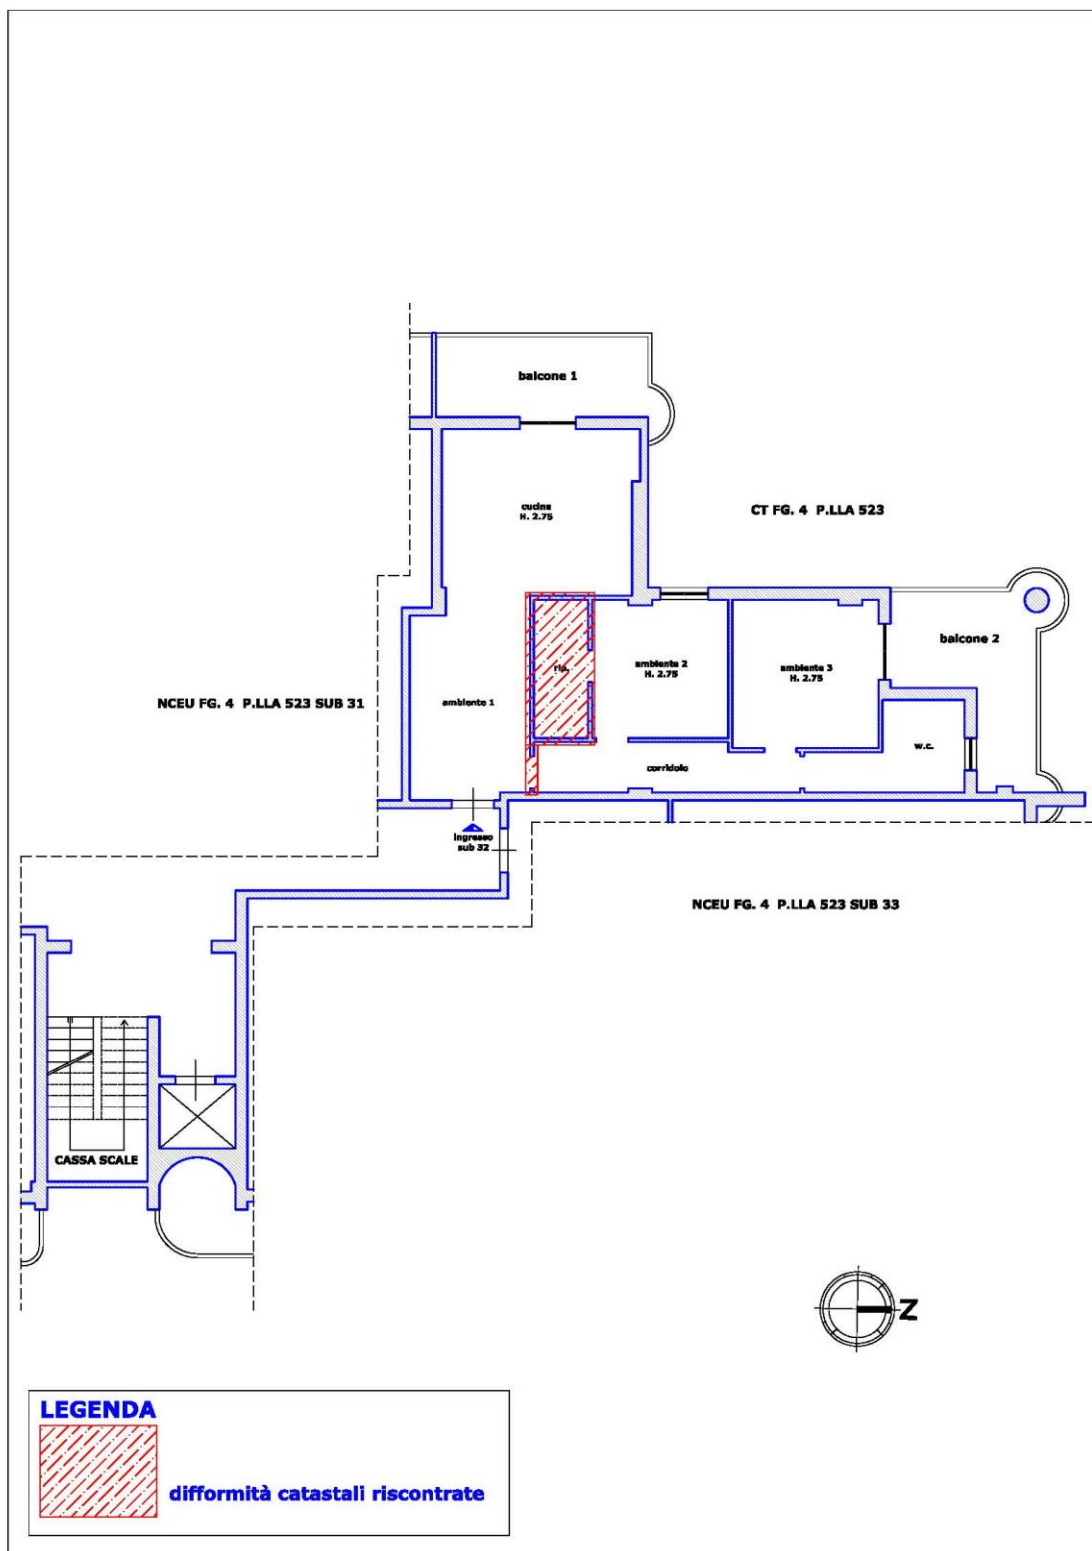 balcone 1
cucina
H. 2.75
CT FG. 4 P.LLA 523
balcone 2
rip.
ambiente 2
H. 2.75
ambiente 3
H. 2.75
NCEU FG. 4 P.LLA 523 SUB 31
ambiente 1
w.c.
corridoio
ingresso
sub 32
NCEU FG. 4 P.LLA 523 SUB 33
CASSA SCALE
N
LEGENDA
difformità catastali riscontrate